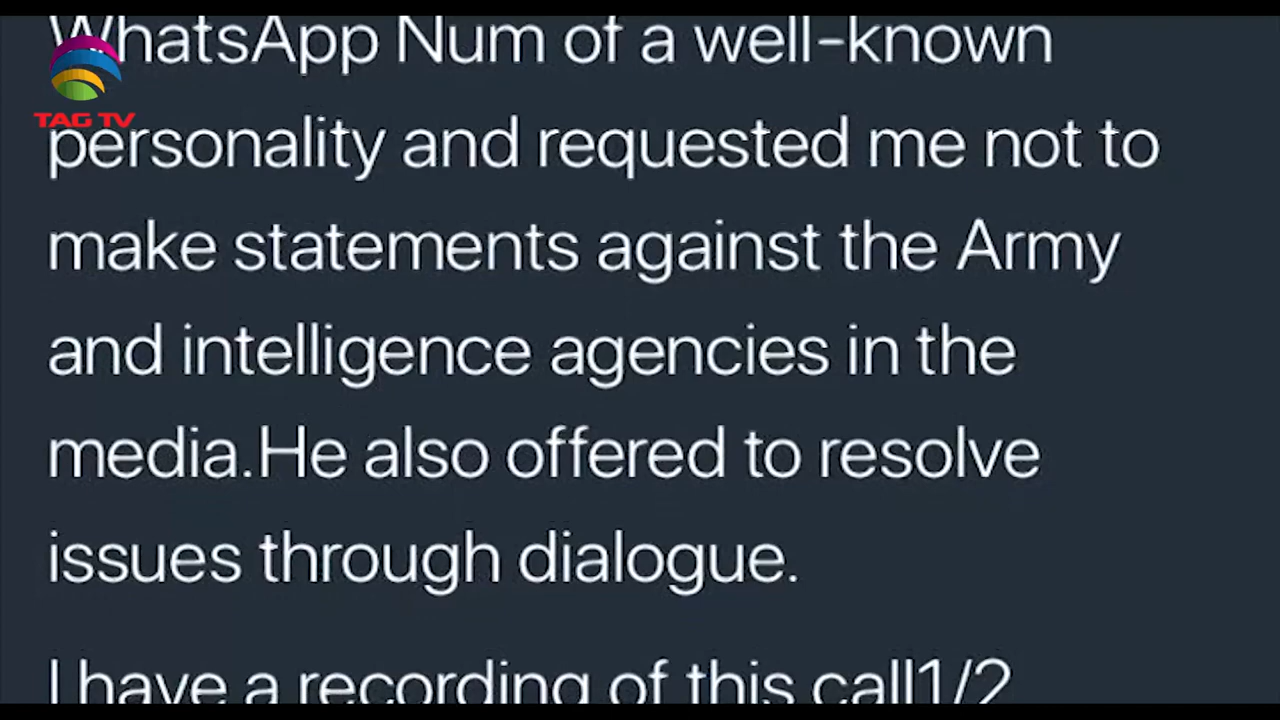 WhatsApp Num of a well-known
TAG TV
personality and requested me not to
make statements against the Army
and intelligence agencies in the
media.He also offered to resolve
issues through dialogue.
I have a recording of this call1/2